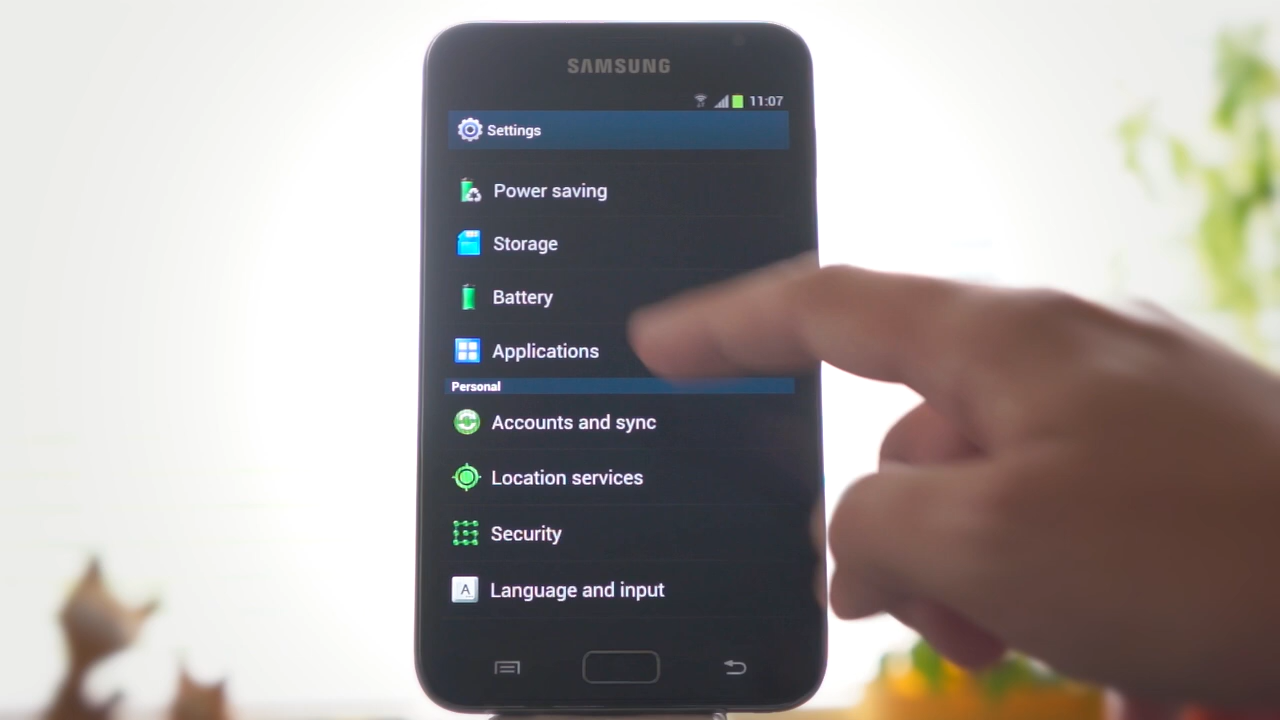 SAMSUNG
11:07
Settings
Power saving
Storage
Battery
Applications
Personal
Accounts and sync
Location services
Security
A
Language and input